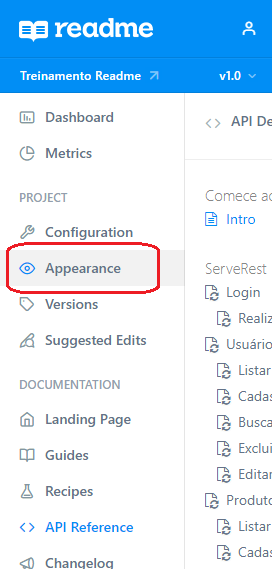 readme
Treinamento Readme
v1.0
Dashboard
Metrics
PROJECT
Configuration
Appearance
Versions
Suggested Edits
DOCUMENTATION
Landing Page
Guides
Recipes
API Reference
Changelog
API De
Comece ac
Intro
ServeRest
Login
Realiz
Usuário
Listar
Cadas
Busca
Exclui
Editar
Produto
Listar
Cadas